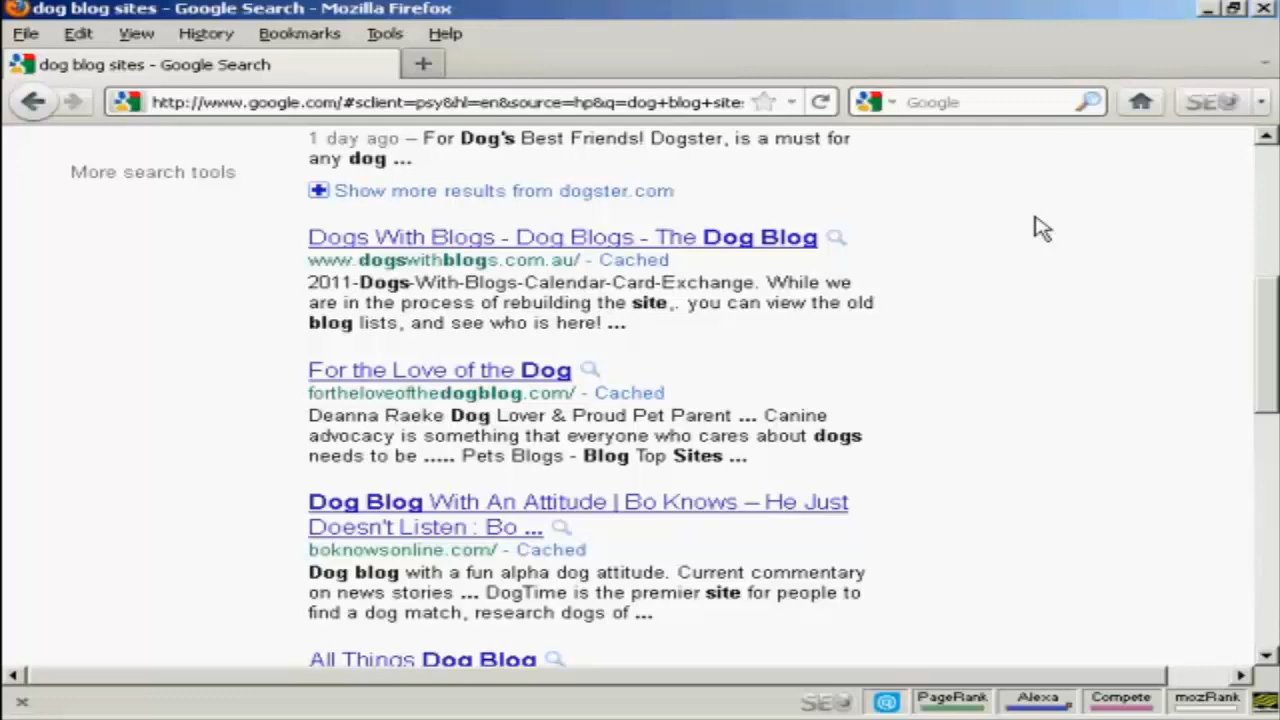 dog blog sites - Google Search - Mozilla Firefox
File Edit View History Bookmarks Tools Help
dog blog sites - Google Search
http://www.google.com/#sclient=psy&hl=en&source=hp&q=dog+blog+site: Google SEO
1 day ago – For Dog's Best Friends! Dogster, is a must for
any dog ...
More search tools
Show more results from dogster.com
Dogs With Blogs - Dog Blogs - The Dog Blog
www.dogswithblogs.com.au/ - Cached
2011-Dogs-With-Blogs-Calendar-Card-Exchange. While we
are in the process of rebuilding the site,. you can view the old
blog lists, and see who is here! ...
For the Love of the Dog
fortheloveofthedogblog.com/ - Cached
Deanna Raeke Dog Lover & Proud Pet Parent ... Canine
advocacy is something that everyone who cares about dogs
needs to be ..... Pets Blogs - Blog Top Sites ...
Dog Blog With An Attitude | Bo Knows – He Just
Doesn't Listen : Bo ...
boknowsonline.com/ - Cached
Dog blog with a fun alpha dog attitude. Current commentary
on news stories ... DogTime is the premier site for people to
find a dog match, research dogs of ...
All Things Dog Blog
SEO PageRank Alexa Compete mozRank